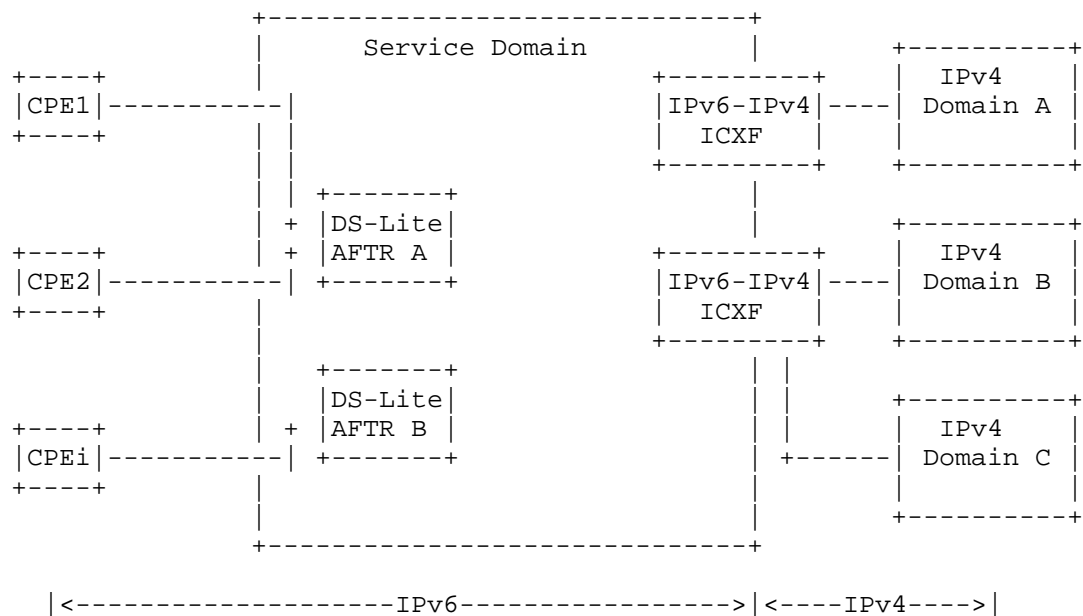 Service Domain
IPv4
CPE1 IPv6-IPv4 Domain A
ICXF
DS-Lite IPv4
AFTR A
CPE2 IPv6-IPv4 Domain B
ICXF
DS-Lite
AFTR B IPv4
CPEi Domain C
IPv6 IPv4